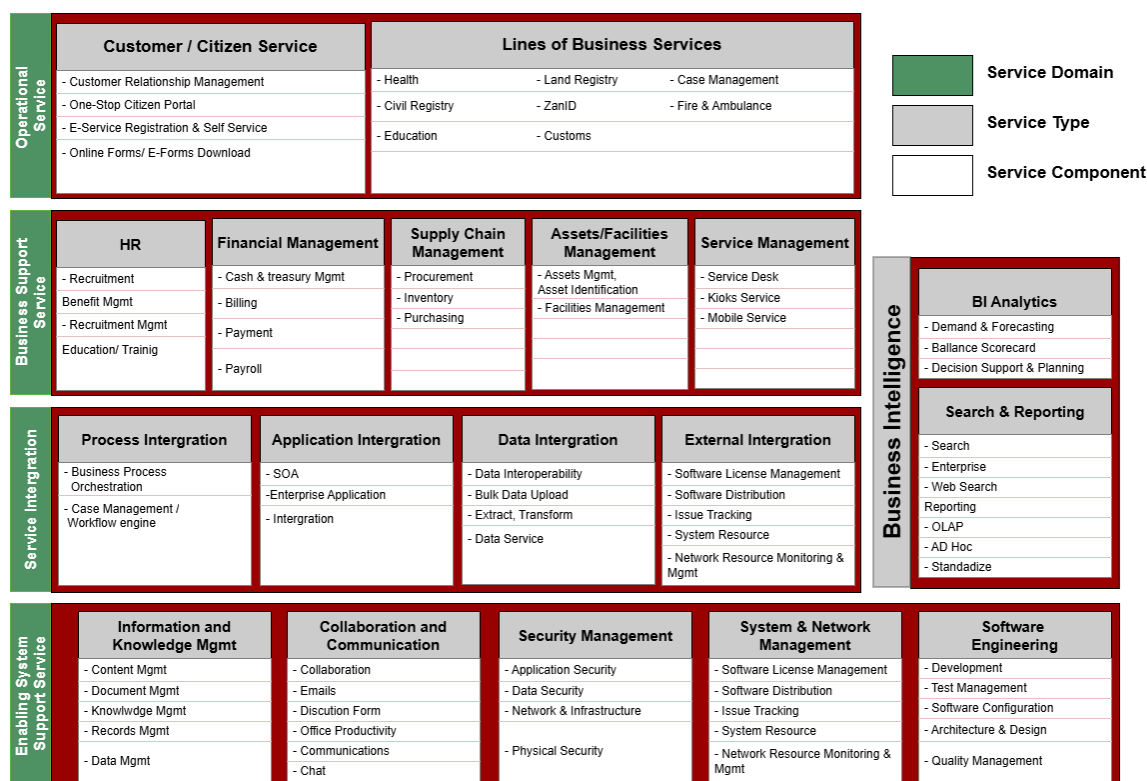 Operational
Service
Customer / Citizen Service
- Customer Relationship Management
- One-Stop Citizen Portal
- E-Service Registration & Self Service
- Online Forms/ E-Forms Download
Lines of Business Services
- Health
- Land Registry
- Case Management
- Civil Registry
- ZanID
- Fire & Ambulance
- Education
- Customs
Service Domain
Service Type
Service Component
Business Support
Service
HR
- Recruitment
Benefit Mgmt
- Recruitment Mgmt
Education/ Trainig
Financial Management
- Cash & treasury Mgmt
- Billing
- Payment
- Payroll
Supply Chain
Management
- Procurement
- Inventory
- Purchasing
Assets/Facilities
Management
- Assets Mgmt,
Asset Identification
- Facilities Management
Service Management
- Service Desk
- Kioks Service
- Mobile Service
Business Intelligence
BI Analytics
- Demand & Forecasting
- Ballance Scorecard
- Decision Support & Planning
Search & Reporting
- Search
- Enterprise
- Web Search
Reporting
- OLAP
- AD Hoc
- Standadize
Service Intergration
Process Intergration
- Business Process
Orchestration
- Case Management /
Workflow engine
Application Intergration
- SOA
-Enterprise Application
- Intergration
Data Intergration
- Data Interoperability
- Bulk Data Upload
- Extract, Transform
- Data Service
External Intergration
- Software License Management
- Software Distribution
- Issue Tracking
- System Resource
- Network Resource Monitoring &
Mgmt
Enabling System
Support Service
Information and
Knowledge Mgmt
- Content Mgmt
- Document Mgmt
- Knowlwdge Mgmt
- Records Mgmt
- Data Mgmt
Collaboration and
Communication
- Collaboration
- Emails
- Discution Form
- Office Productivity
- Communications
- Chat
Security Management
- Application Security
- Data Security
- Network & Infrastructure
- Physical Security
System & Network
Management
- Software License Management
- Software Distribution
- Issue Tracking
- System Resource
- Network Resource Monitoring &
Mgmt
Software
Engineering
- Development
- Test Management
- Software Configuration
- Architecture & Design
- Quality Management